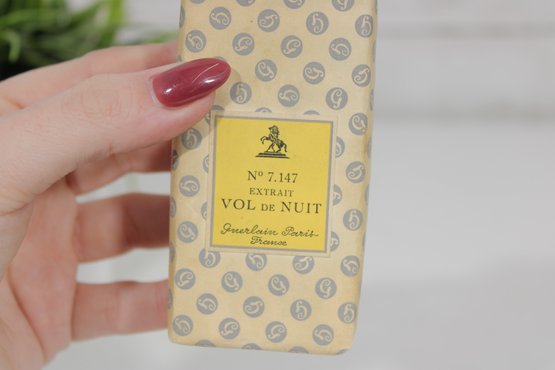 Nº 7.147
EXTRAIT
VOL DE NUIT
Guerlain Paris
France